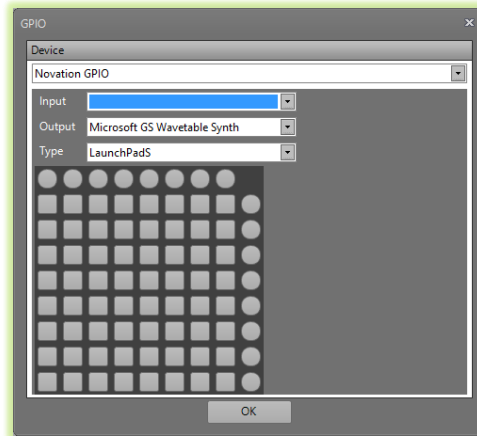 GPIO
Device
Novation GPIO
Input
Output Microsoft GS Wavetable Synth
Type LaunchPadS
OK